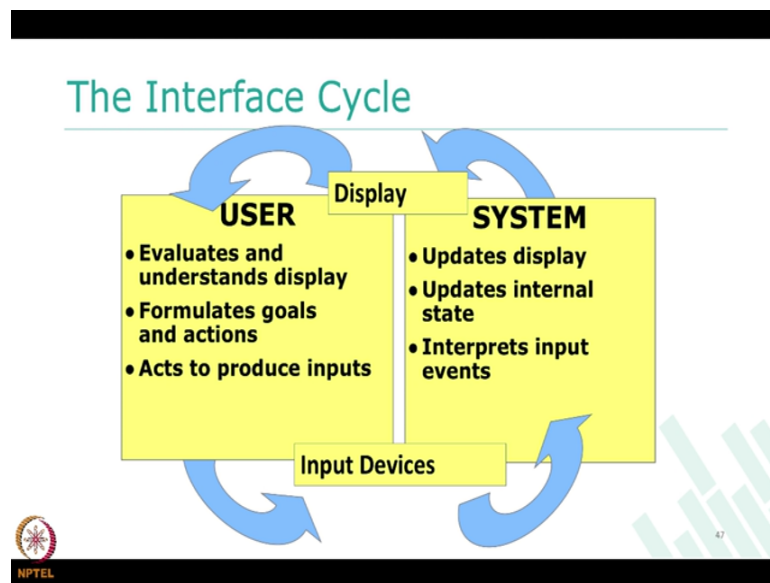 The Interface Cycle
Display
USER
• Evaluates and
understands display
• Formulates goals
and actions
• Acts to produce inputs
SYSTEM
• Updates display
• Updates internal
state
• Interprets input
events
Input Devices
47
NPTEL